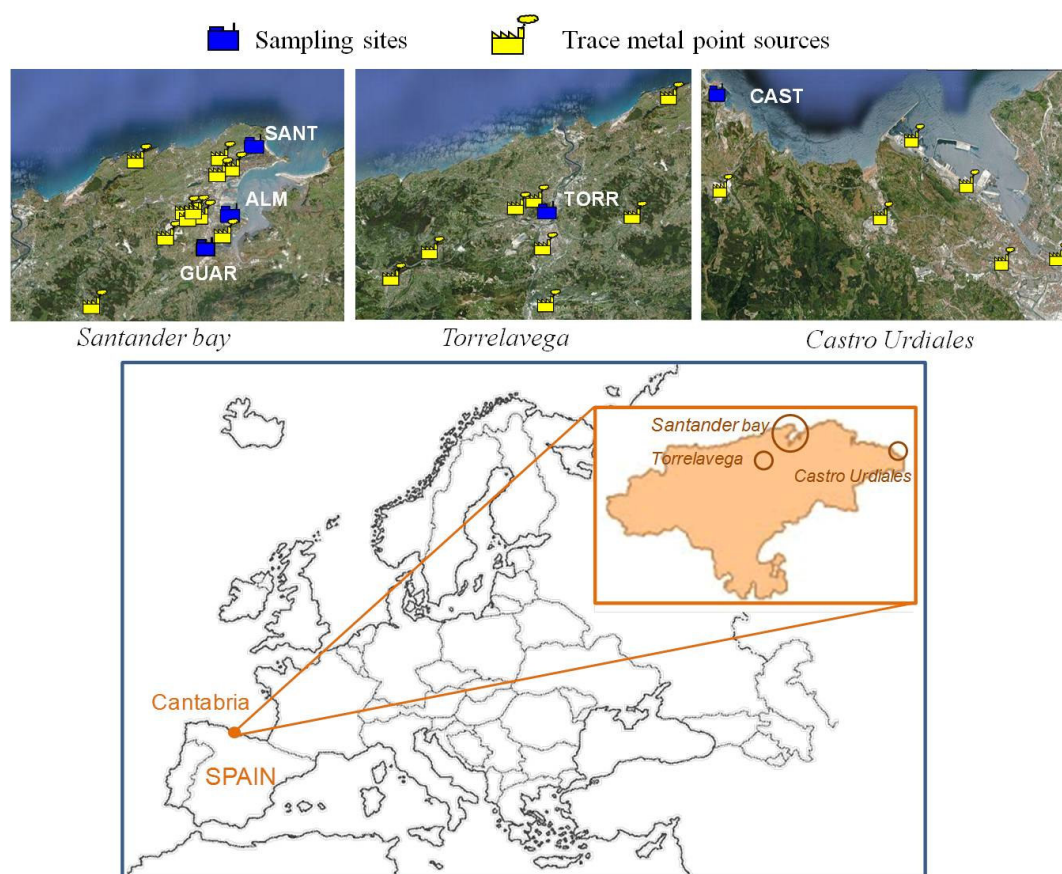 Sampling sites
Trace metal point sources
SANT
ALM
GUAR
TORR
CAST
Santander bay
Torrelavega
Castro Urdiales
Santander bay
Torrelavega
Castro Urdiales
Cantabria
SPAIN